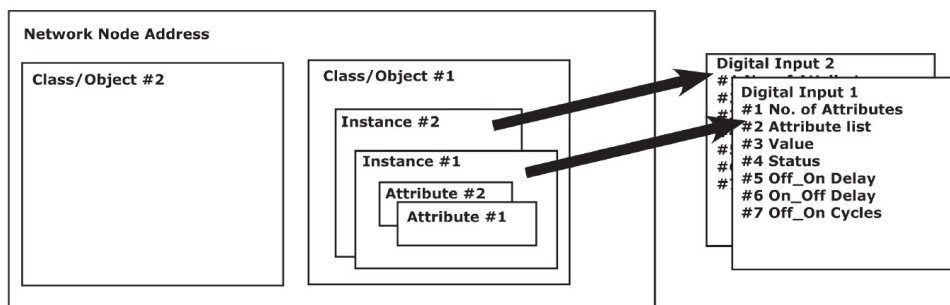 Network Node Address
Class/Object #2
Class/Object #1
Instance #2
Instance #1
Attribute #2
Attribute #1
Digital Input 2
Digital Input 1
#1 No. of Attributes
#2 Attribute list
#3 Value
#4 Status
#5 Off_On Delay
#6 On_Off Delay
#7 Off_On Cycles